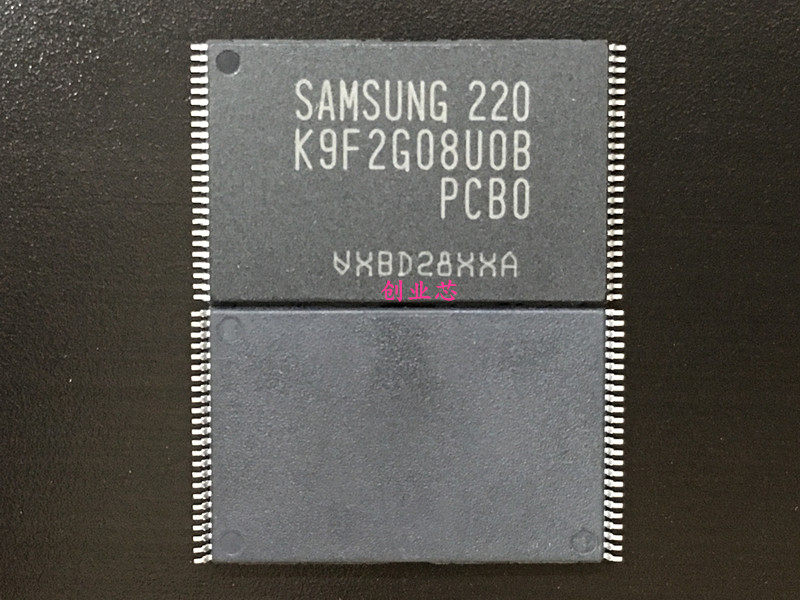 SAMSUNG 220
K9F2G08U0B
PCB0
VXBD28XXA
创业芯